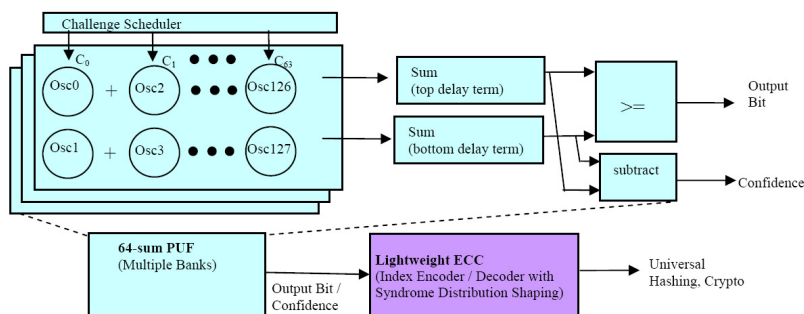 Challenge Scheduler
C0 C1 C63
Osc0 + Osc2 Osc126
Osc1 + Osc3 Osc127
Sum
(top delay term)
Sum
(bottom delay term)
>=
subtract
Output
Bit
Confidence
64-sum PUF
(Multiple Banks)
Output Bit /
Confidence
Lightweight ECC
(Index Encoder / Decoder with
Syndrome Distribution Shaping)
Universal
Hashing, Crypto